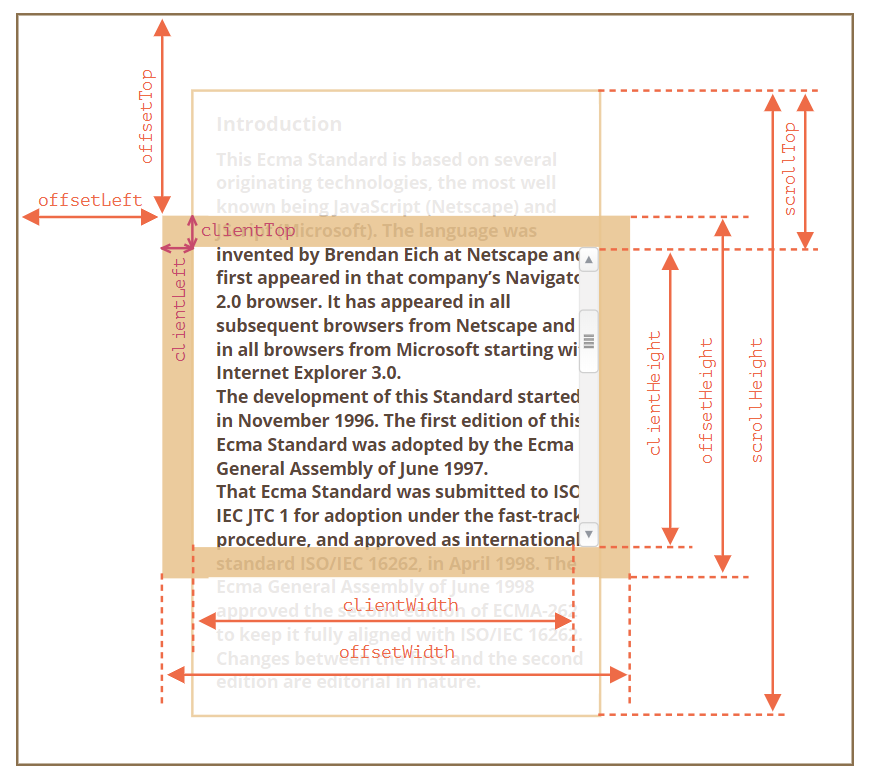 offsetTop
Introduction
This Ecma Standard is based on several
originating technologies, the most well
known being JavaScript (Netscape) and
(Microsoft). The language was
invented by Brendan Eich at Netscape and
first appeared in that company’s Navigato
2.0 browser. It has appeared in all
subsequent browsers from Netscape and
in all browsers from Microsoft starting wi
Internet Explorer 3.0.
The development of this Standard started
in November 1996. The first edition of this
Ecma Standard was adopted by the Ecma
General Assembly of June 1997.
That Ecma Standard was submitted to ISO
IEC JTC 1 for adoption under the fast-track
procedure, and approved as international
standard ISO/IEC 16262, in April 1998. The
Ecma General Assembly of June 1998
approved the second edition of ECMA-262
to keep it fully aligned with ISO/IEC 16262.
Changes between the first and the second
edition are editorial in nature.
offsetLeft
clientTop
clientLeft
clientWidth
offsetWidth
clientHeight
offsetHeight
scrollHeight
scrollTop